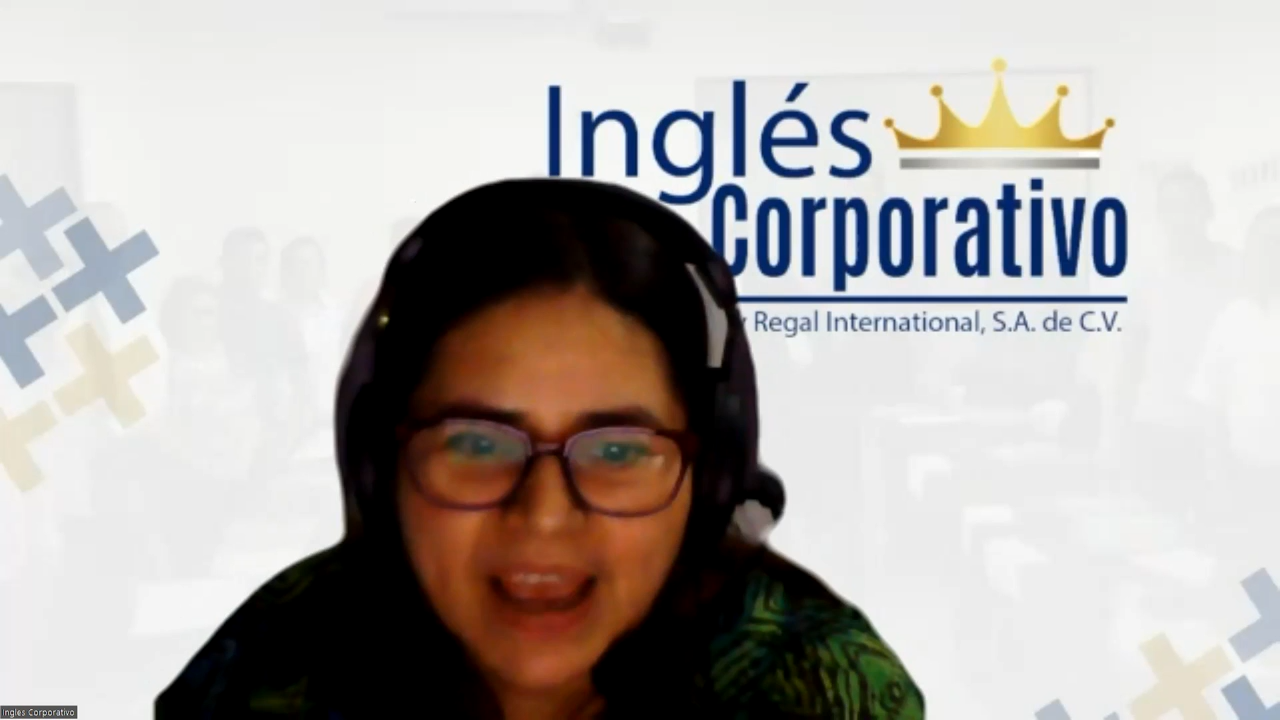 Inglés
Corporativo
Regal International, S.A. de C.V.
Ingles Corporativo